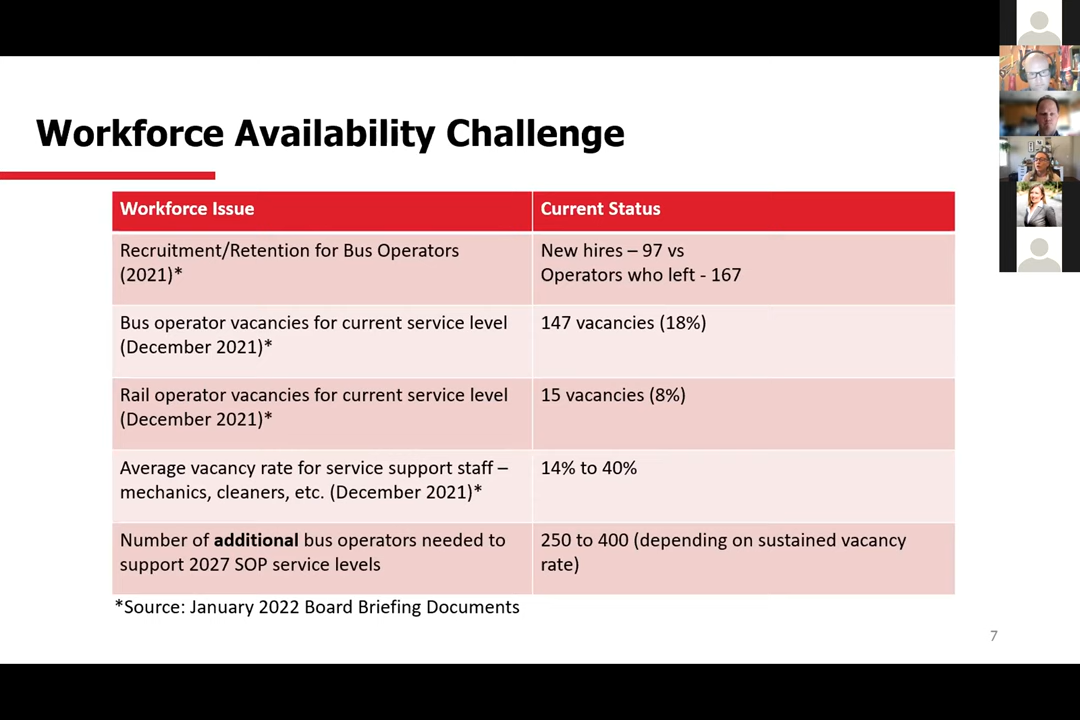 Workforce Availability Challenge
Workforce Issue
Current Status
Recruitment/Retention for Bus Operators
(2021)*
New hires – 97 vs
Operators who left - 167
Bus operator vacancies for current service level
(December 2021)*
147 vacancies (18%)
Rail operator vacancies for current service level
(December 2021)*
15 vacancies (8%)
Average vacancy rate for service support staff –
mechanics, cleaners, etc. (December 2021)*
14% to 40%
Number of additional bus operators needed to
support 2027 SOP service levels
250 to 400 (depending on sustained vacancy
rate)
*Source: January 2022 Board Briefing Documents
7